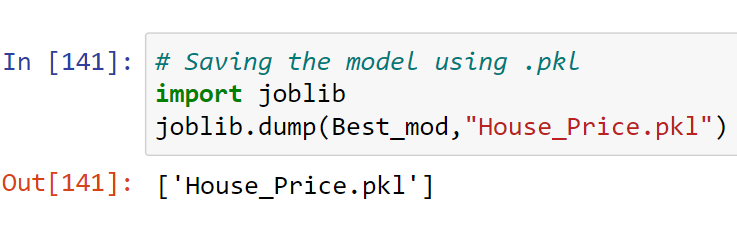 In [141]: # Saving the model using .pkl
import joblib
joblib.dump(Best_mod,"House_Price.pkl")
Out[141]: ['House_Price.pkl']